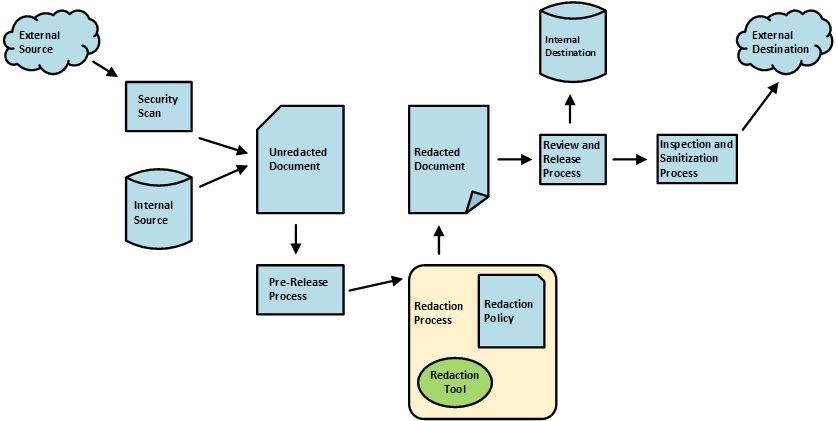 External
Source
Security
Scan
Internal
Source
Unredacted
Document
Pre-Release
Process
Redaction
Process
Redaction
Policy
Redaction
Tool
Redacted
Document
Review and
Release
Process
Internal
Destination
Inspection and
Sanitization
Process
External
Destination